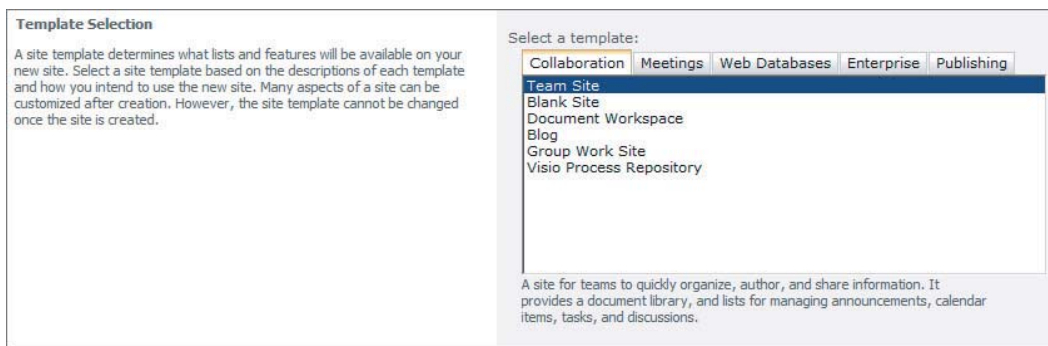 Template Selection
A site template determines what lists and features will be available on your
new site. Select a site template based on the descriptions of each template
and how you intend to use the new site. Many aspects of a site can be
customized after creation. However, the site template cannot be changed
once the site is created.
Select a template:
Collaboration Meetings Web Databases Enterprise Publishing
Team Site
Blank Site
Document Workspace
Blog
Group Work Site
Visio Process Repository
A site for teams to quickly organize, author, and share information. It
provides a document library, and lists for managing announcements, calendar
items, tasks, and discussions.